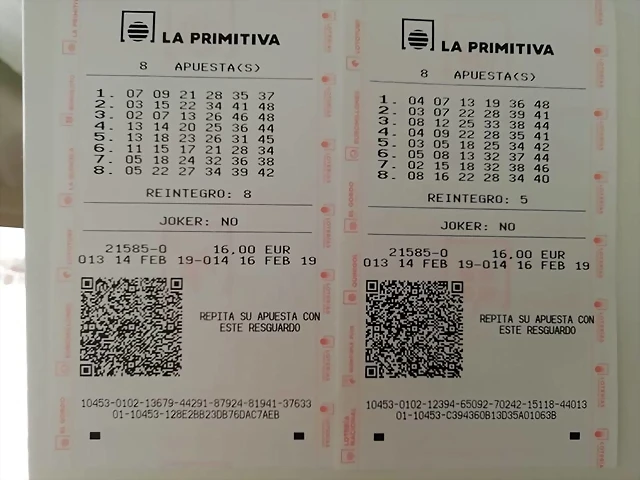 LA PRIMITIVA
8 APUESTA(S)
1. 07 09 21 28 35 37
2. 03 15 22 34 41 48
3. 02 07 13 26 46 48
4. 13 14 20 25 36 44
5. 13 18 23 26 31 45
6. 11 15 17 21 28 34
7. 05 18 24 32 36 38
8. 05 22 27 34 39 42
REINTEGRO: 8
JOKER: NO
21585-0 16,00 EUR
013 14 FEB 19-014 16 FEB 19
REPITA SU APUESTA CON
ESTE RESGUARDO
10453-0102-13679-44291-87924-81941-37633
01-10453-128E2BB23DB76DAC7AEB
LA PRIMITIVA
8 APUESTA(S)
1. 04 07 13 19 36 48
2. 03 07 22 28 39 41
3. 08 12 25 33 38 44
4. 04 09 22 28 35 41
5. 03 05 18 25 34 42
6. 05 08 13 32 37 44
7. 02 15 18 32 38 46
8. 08 16 22 28 34 40
REINTEGRO: 5
JOKER: NO
21585-0 16,00 EUR
013 14 FEB 19-014 16 FEB 19
REPITA SU APUESTA CON
ESTE RESGUARDO
10453-0102-12394-65092-70242-15118-44013
01-10453-C394360B13D35A01063B